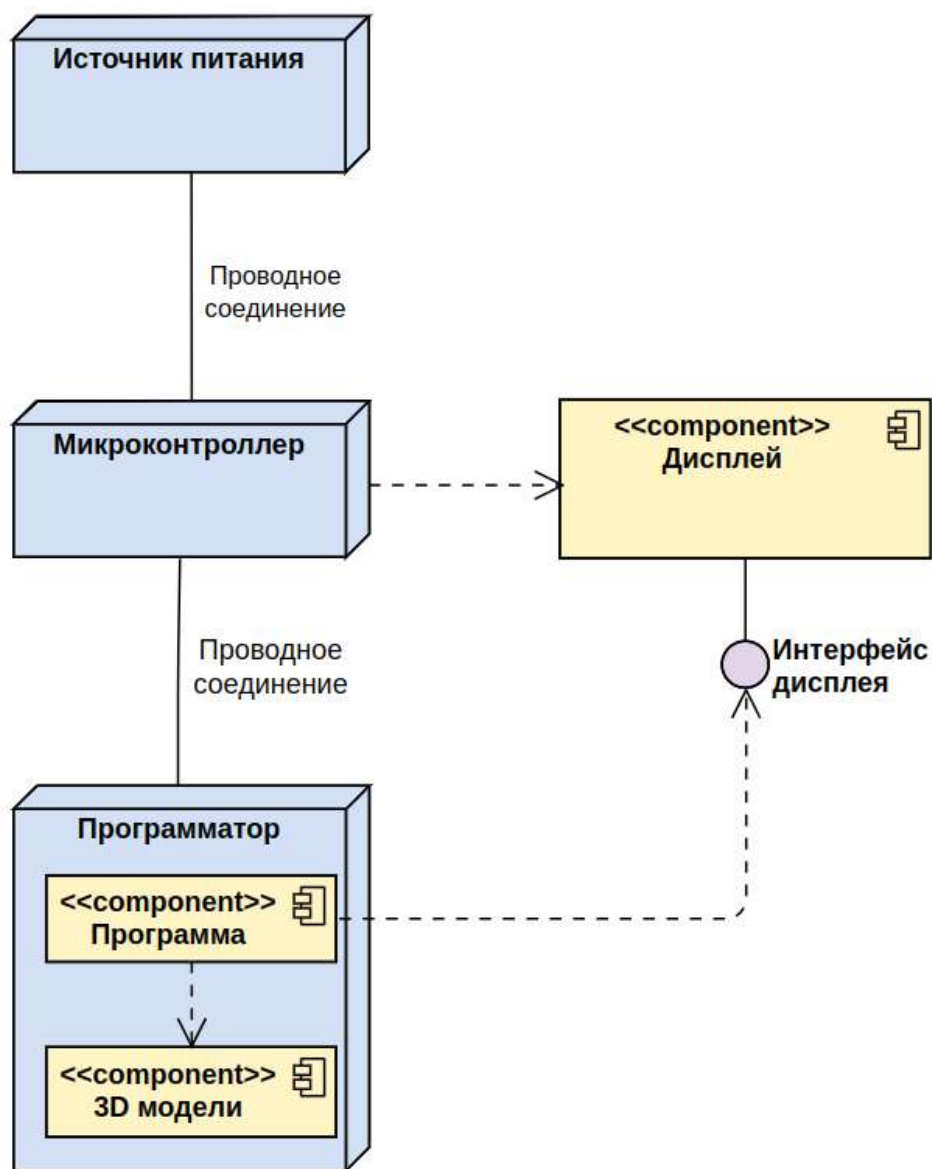 Источник питания
Проводное
соединение
Микроконтроллер
<<component>>
Дисплей
Проводное
соединение
Интерфейс
дисплея
Программатор
<<component>>
Программа
<<component>>
3D модели